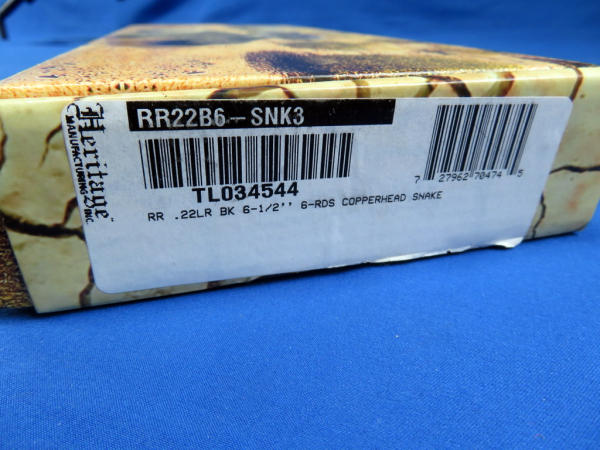 Heritage
MANUFACTURING INC.
RR22B6-SNK3
TL034544
7 27962 70474 5
RR .22LR BK 6-1/2'' 6-RDS COPPERHEAD SNAKE